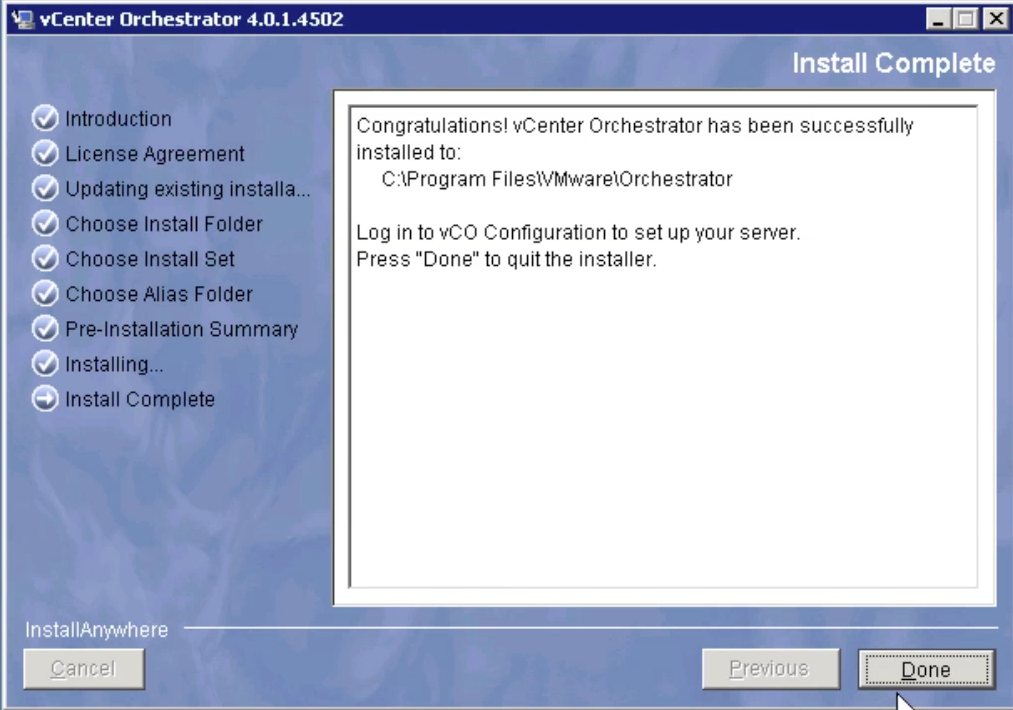 vCenter Orchestrator 4.0.1.4502
Install Complete
Introduction
License Agreement
Updating existing installa...
Choose Install Folder
Choose Install Set
Choose Alias Folder
Pre-Installation Summary
Installing...
Install Complete
Congratulations! vCenter Orchestrator has been successfully
installed to:
C:\Program Files\VMware\Orchestrator
Log in to vCO Configuration to set up your server.
Press "Done" to quit the installer.
InstallAnywhere
Cancel
Previous
Done